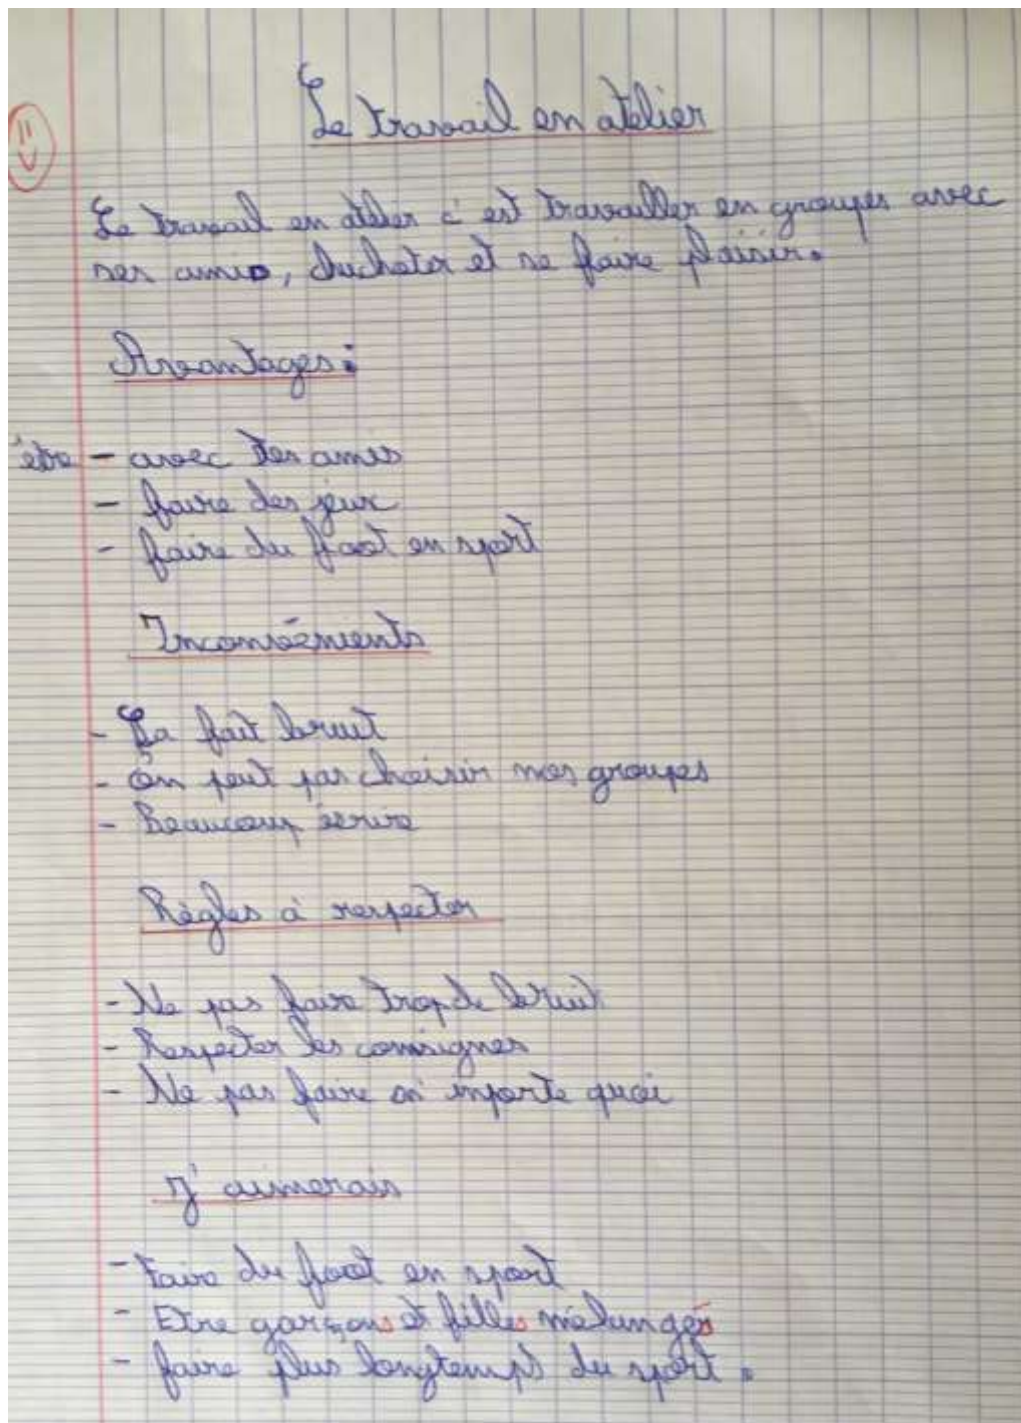 Le travail en atelier
Le travail en atelier c'est travailler en groupes avec
ses amis, chuchoter et se faire plaisir.
Avantages :
être - avec des amis
- faire des jeux
- faire du foot en sport
Inconvénients
- Ça fait bruit
- On peut pas choisir nos groupes
- Beaucoup écrire
Règles à respecter
- Ne pas faire trop de bruit
- Respecter les consignes
- Ne pas faire n'importe quoi
J'aimerais
- Faire du foot en sport
- Etre garçons et filles mélangés
- faire plus longtemps du sport.